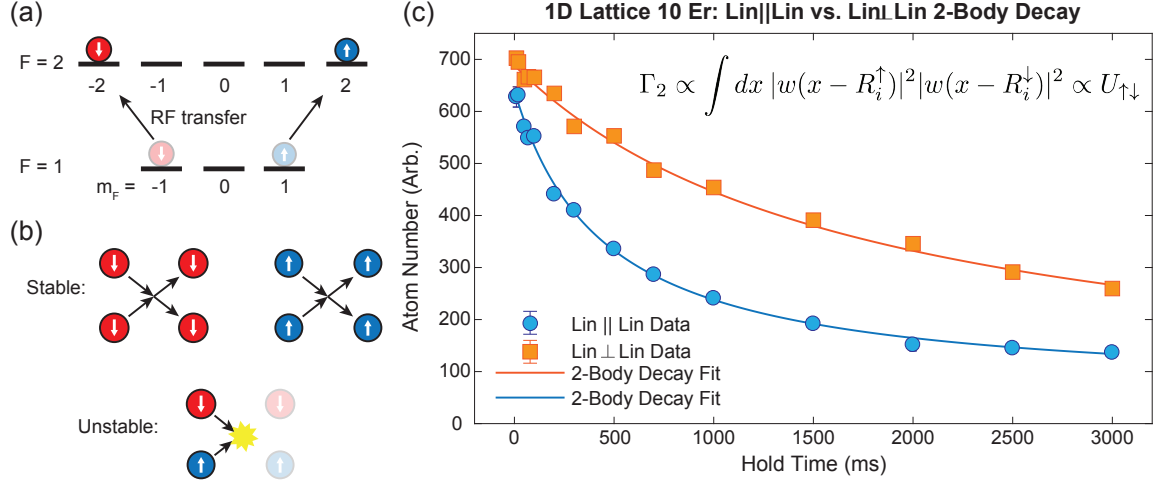 (a)
F = 2
-2 -1 0 1 2
RF transfer
F = 1
m_F = -1 0 1
(b)
Stable:
Unstable:
(c)
1D Lattice 10 Er: Lin||Lin vs. Lin⊥Lin 2-Body Decay
Γ₂ ∝ ∫ dx |w(x − R_i^↑)|²|w(x − R_i^↓)|² ∝ U_↑↓
Atom Number (Arb.)
700
600
500
400
300
200
100
0
Lin || Lin Data
Lin ⊥ Lin Data
2-Body Decay Fit
2-Body Decay Fit
0 500 1000 1500 2000 2500 3000
Hold Time (ms)